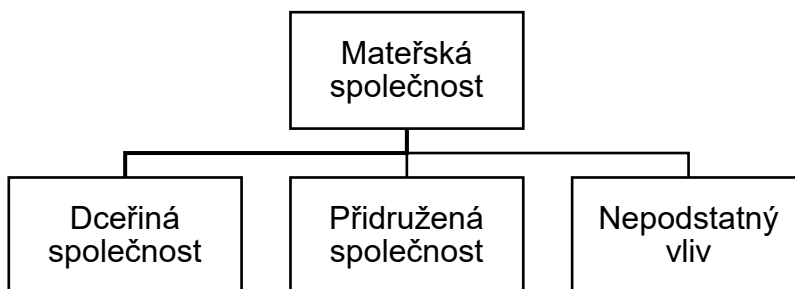 Mateřská
společnost
Dceřiná
společnost
Přidružená
společnost
Nepodstatný
vliv